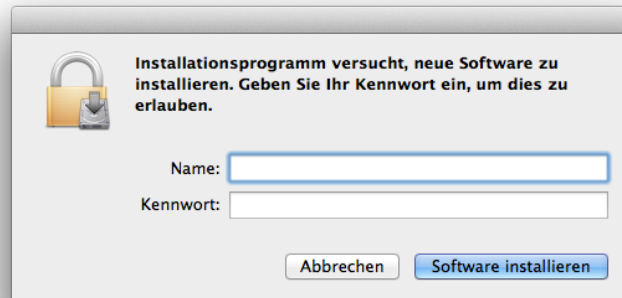 Installationsprogramm versucht, neue Software zu
installieren. Geben Sie Ihr Kennwort ein, um dies zu
erlauben.
Name:
Kennwort:
Abbrechen Software installieren